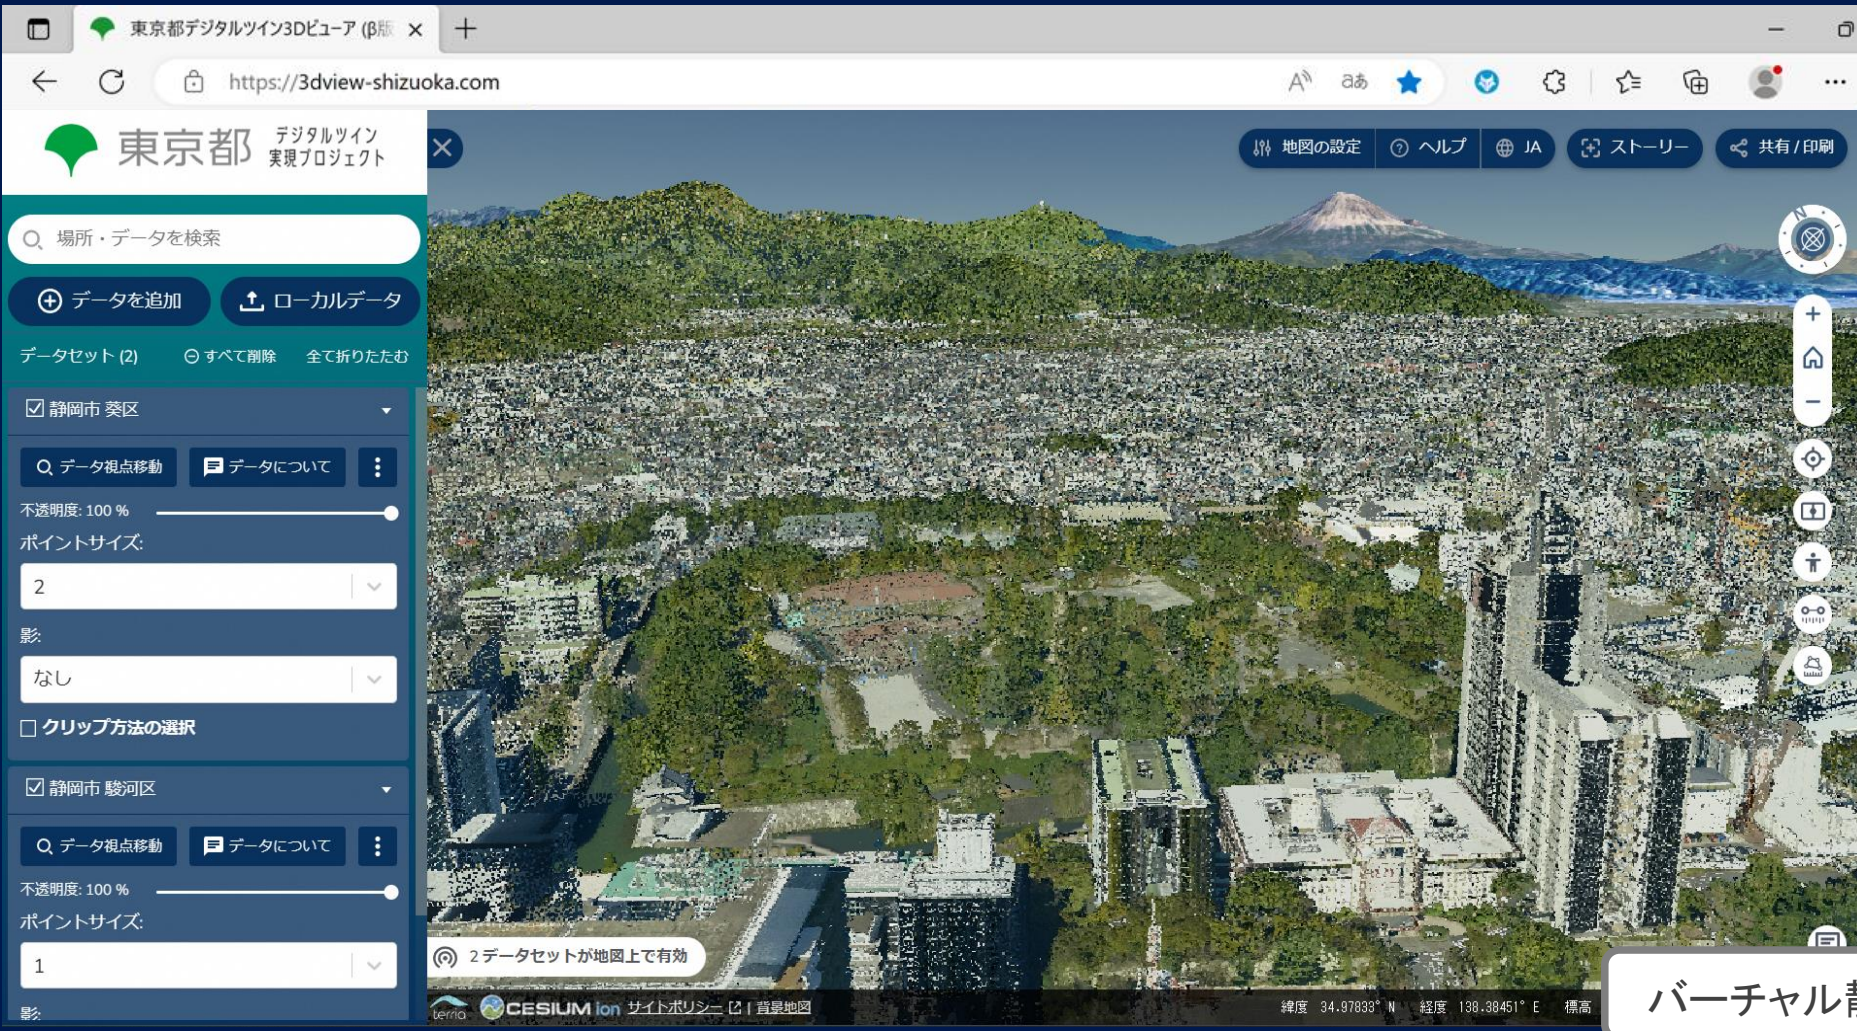 東京都デジタルツイン3Dビューア (β版
https://3dview-shizuoka.com
東京都 デジタルツイン
実現プロジェクト
地図の設定 ヘルプ JA ストーリー 共有/印刷
場所・データを検索
データを追加 ローカルデータ
データセット (2) すべて削除 全て折りたたむ
静岡市 葵区
データ視点移動 データについて
不透明度: 100 %
ポイントサイズ:
2
影:
なし
クリップ方法の選択
静岡市 駿河区
データ視点移動 データについて
不透明度: 100 %
ポイントサイズ:
1
影:
N
2 データセットが地図上で有効
terria CESIUM ion サイトポリシー | 背景地図
緯度 34.97833° N 経度 138.38451° E 標高
バーチャル静